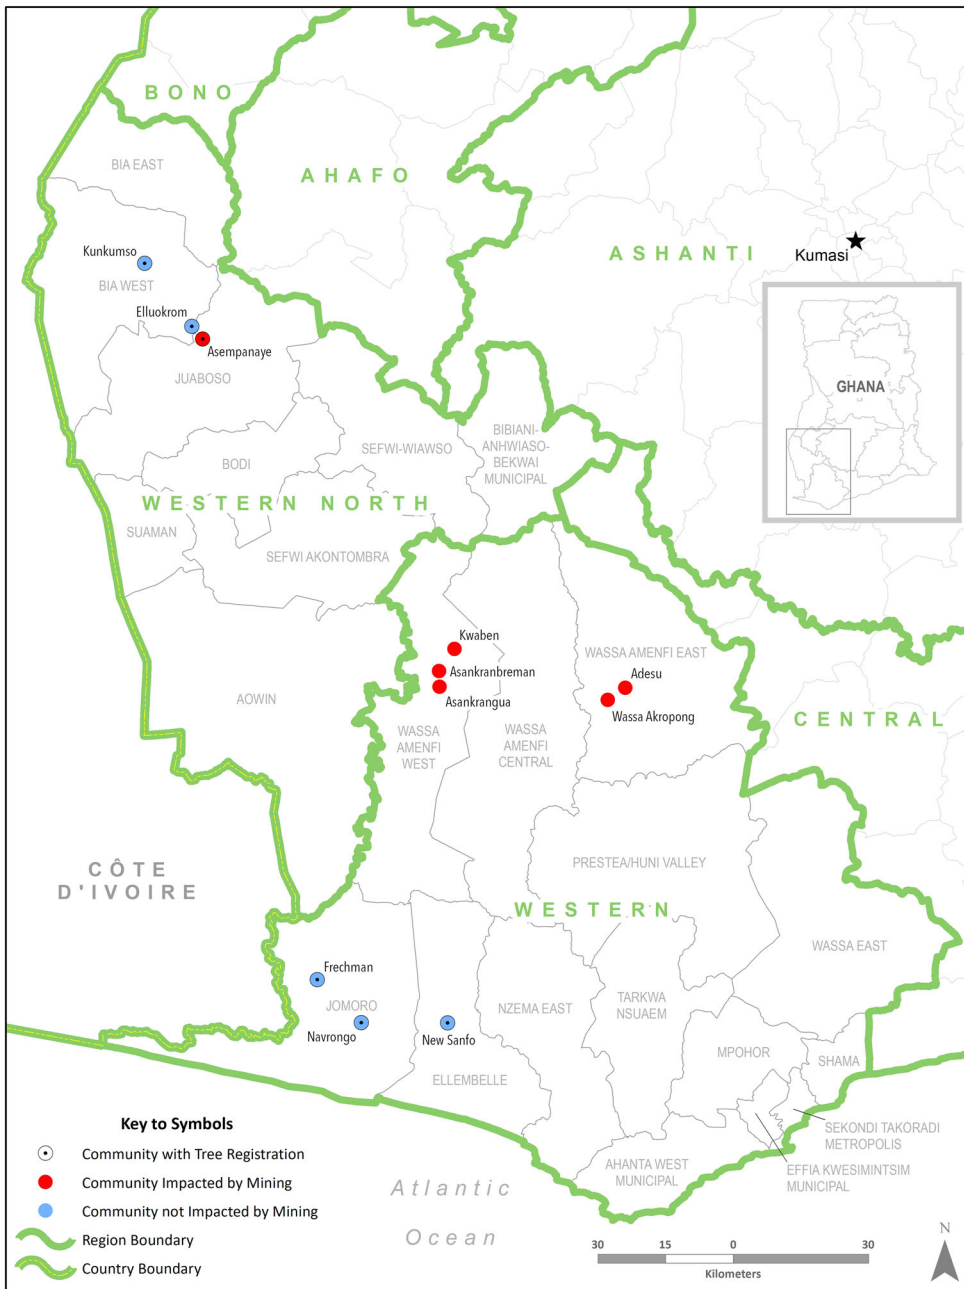 BONO
BIA EAST
AHAFO
ASHANTI
Kumasi
Kunkumso
BIA WEST
Elluokrom
Asempanaye
JUABOSO
GHANA
BIBIANI-
ANHWIASO-
BEKWAI
MUNICIPAL
SEFWI-WIAWSO
BODI
WESTERN NORTH
SUAMAN
SEFWI AKONTOMBRA
Kwaben
WASSA AMENFI EAST
Asankranbreman
Adesu
Asankrangua
AOWIN
Wassa Akropong
CENTRAL
WASSA
AMENFI
WEST
WASSA
AMENFI
CENTRAL
PRESTEA/HUNI VALLEY
CÔTE
D'IVOIRE
WESTERN
WASSA EAST
Frechman
JOMORO
NZEMA EAST
TARKWA
NSUAEM
Navrongo
New Sanfo
MPOHOR
SHAMA
ELLEMBELLE
SEKONDI TAKORADI
METROPOLIS
EFFIA KWESIMINTSIM
MUNICIPAL
AHANTA WEST
MUNICIPAL
Atlantic
Ocean
Key to Symbols
Community with Tree Registration
Community Impacted by Mining
Community not Impacted by Mining
Region Boundary
Country Boundary
30 15 0 30
Kilometers
N